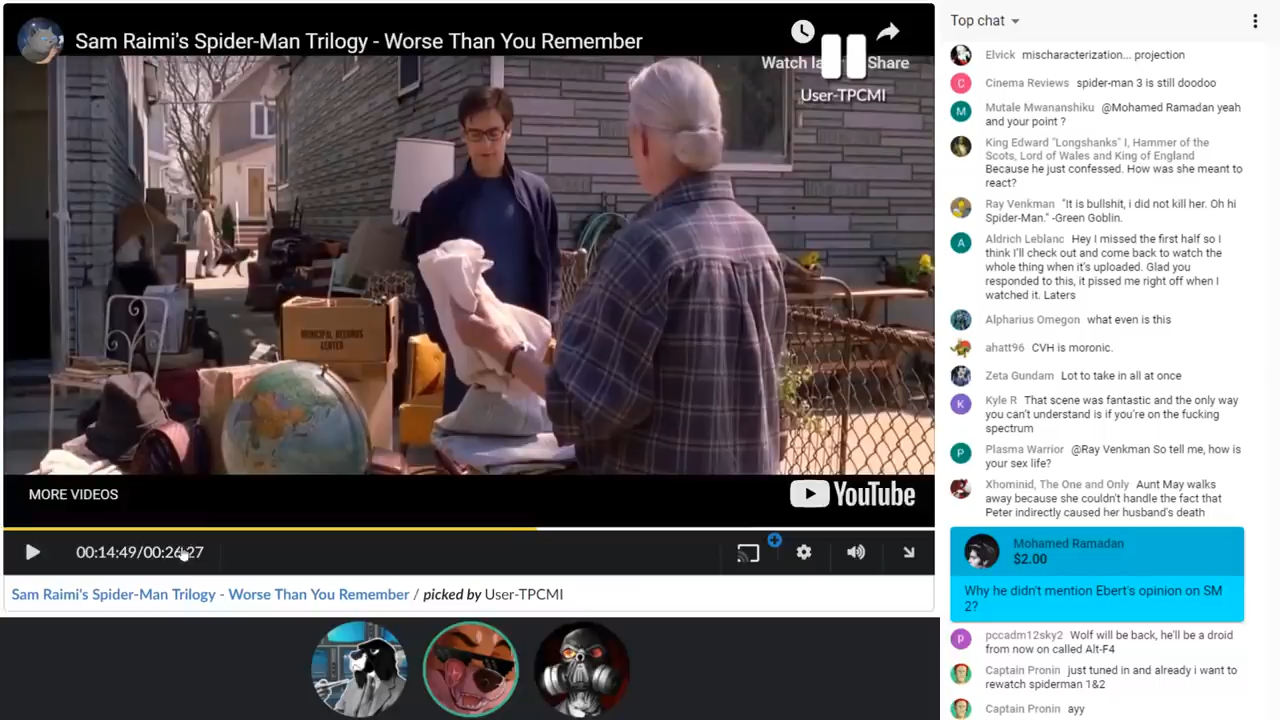 Sam Raimi's Spider-Man Trilogy - Worse Than You Remember
Watch la
Share
User-TPCMI
MUNICIPAL RECORDS
CENTER
MORE VIDEOS
YouTube
00:14:49/00:26:27
Sam Raimi's Spider-Man Trilogy - Worse Than You Remember / picked by User-TPCMI
Top chat
Elvick mischaracterization... projection
C
Cinema Reviews spider-man 3 is still doodoo
M
Mutale Mwananshiku @Mohamed Ramadan yeah
and your point ?
King Edward "Longshanks" I, Hammer of the
Scots, Lord of Wales and King of England
Because he just confessed. How was she meant to
react?
Ray Venkman "It is bullshit, i did not kill her. Oh hi
Spider-Man." -Green Goblin.
A
Aldrich Leblanc Hey I missed the first half so I
think I'll check out and come back to watch the
whole thing when it's uploaded. Glad you
responded to this, it pissed me right off when I
watched it. Laters
Alpharius Omegon what even is this
ahatt96 CVH is moronic.
Zeta Gundam Lot to take in all at once
K
Kyle R That scene was fantastic and the only way
you can't understand is if you're on the fucking
spectrum
P
Plasma Warrior @Ray Venkman So tell me, how is
your sex life?
Xhominid, The One and Only Aunt May walks
away because she couldn't handle the fact that
Peter indirectly caused her husband's death
Mohamed Ramadan
$2.00
Why he didn't mention Ebert's opinion on SM
2?
p
pccadm12sky2 Wolf will be back, he'll be a droid
from now on called Alt-F4
Captain Pronin just tuned in and already i want to
rewatch spiderman 1&2
Captain Pronin ayy